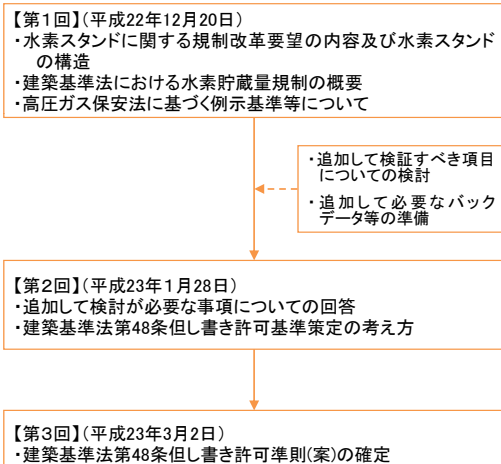 【第1回】(平成22年12月20日)
・水素スタンドに関する規制改革要望の内容及び水素スタンド
の構造
・建築基準法における水素貯蔵量規制の概要
・高圧ガス保安法に基づく例示基準等について
・追加して検証すべき項目
についての検討
・追加して必要なバック
データ等の準備
【第2回】(平成23年1月28日)
・追加して検討が必要な事項についての回答
・建築基準法第48条但し書き許可基準策定の考え方
【第3回】(平成23年3月2日)
・建築基準法第48条但し書き許可準則(案)の確定